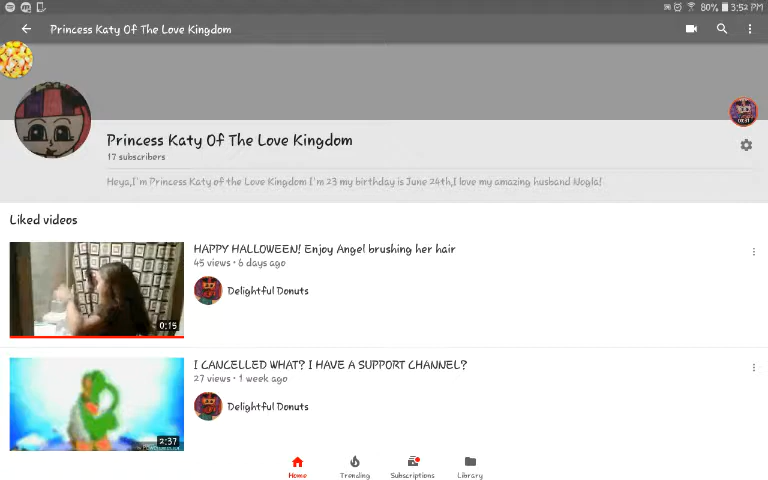 80% 3:52 PM
Princess Katy Of The Love Kingdom
00:31
Princess Katy Of The Love Kingdom
17 subscribers
Heya,I'm Princess Katy of the Love Kingdom I'm 23 my birthday is June 24th,I love my amazing husband Nogla!
Liked videos
HAPPY HALLOWEEN! Enjoy Angel brushing her hair
45 views • 6 days ago
Delightful Donuts
0:15
I CANCELLED WHAT? I HAVE A SUPPORT CHANNEL?
27 views • 1 week ago
Delightful Donuts
2:37
Home Trending Subscriptions Library